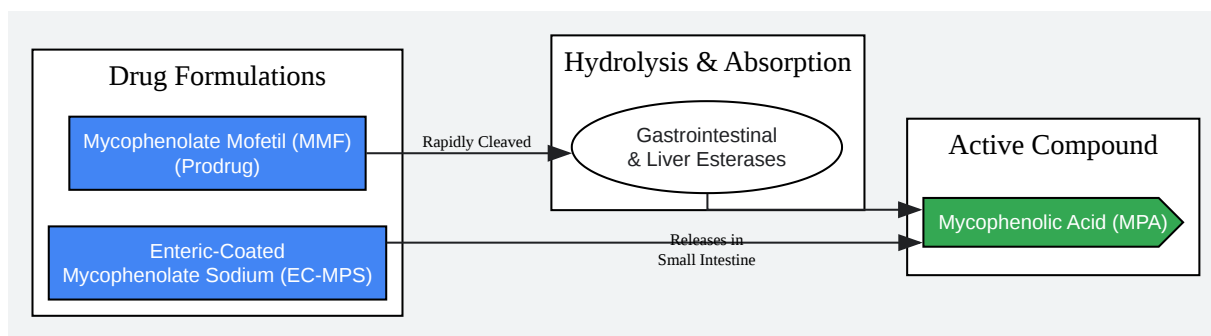 Drug Formulations
Mycophenolate Mofetil (MMF)
(Prodrug)
Enteric-Coated
Mycophenolate Sodium (EC-MPS)
Rapidly Cleaved
Releases in
Small Intestine
Hydrolysis & Absorption
Gastrointestinal
& Liver Esterases
Active Compound
Mycophenolic Acid (MPA)